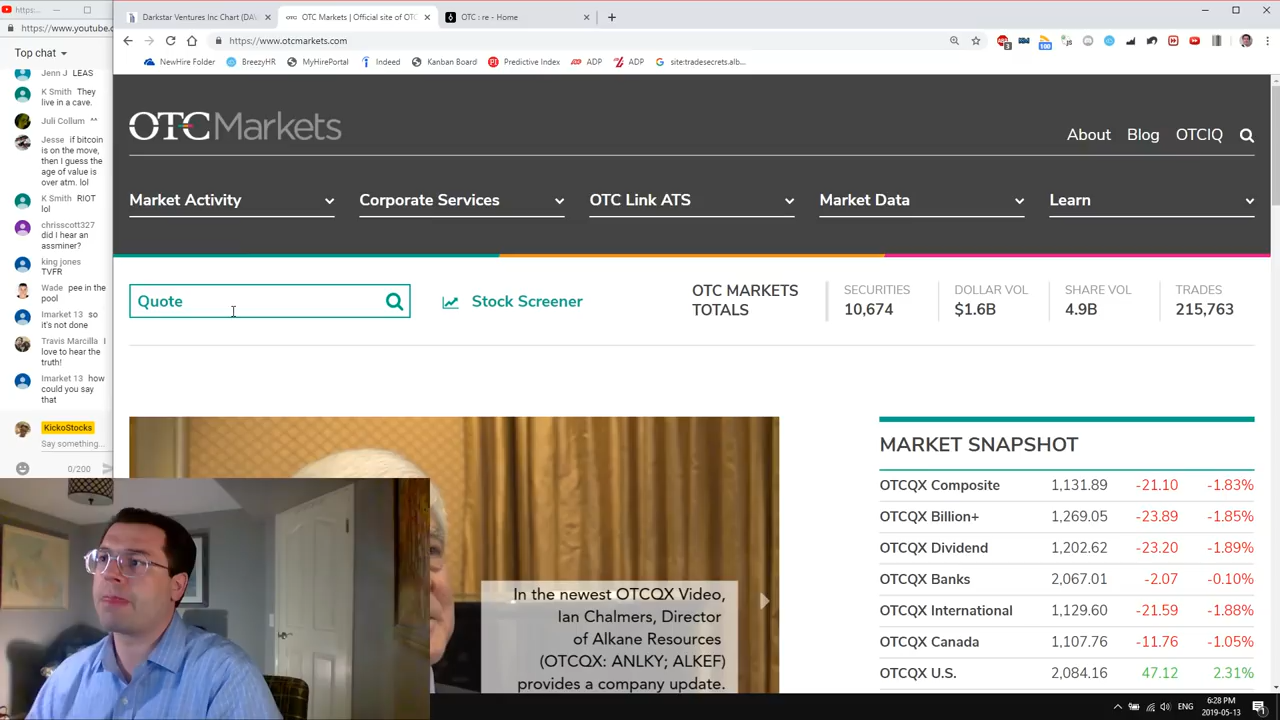 https://www.youtube.c
Top chat
Jenn J LEAS
K Smith They
live in a cave.
Juli Collum ^^
Jesse if bitcoin
is on the move,
then I guess the
age of value is
over atm. lol
K Smith RIOT
lol
chrisscott327
did I hear an
assminer?
king jones
TVFR
Wade pee in the
pool
Imarket 13 so
it's not done
Travis Marcilla I
love to hear the
truth!
Imarket 13 how
could you say
that
KickoStocks
Say something...
0/200
Darkstar Ventures Inc Chart (DAV
OTC Markets | Official site of OTC
OTC : re - Home
https://www.otcmarkets.com
NewHire Folder
BreezyHR
MyHirePortal
Indeed
Kanban Board
Predictive Index
ADP
ADP
site:tradesecrets.alb...
OTCMarkets
About
Blog
OTCIQ
Market Activity
Corporate Services
OTC Link ATS
Market Data
Learn
Quote
Stock Screener
OTC MARKETS
TOTALS
SECURITIES
10,674
DOLLAR VOL
$1.6B
SHARE VOL
4.9B
TRADES
215,763
In the newest OTCQX Video,
Ian Chalmers, Director
of Alkane Resources
(OTCQX: ANLKY; ALKEF)
provides a company update.
MARKET SNAPSHOT
OTCQX Composite 1,131.89 -21.10 -1.83%
OTCQX Billion+ 1,269.05 -23.89 -1.85%
OTCQX Dividend 1,202.62 -23.20 -1.89%
OTCQX Banks 2,067.01 -2.07 -0.10%
OTCQX International 1,129.60 -21.59 -1.88%
OTCQX Canada 1,107.76 -11.76 -1.05%
OTCQX U.S. 2,084.16 47.12 2.31%
ENG
6:28 PM
2019-05-13